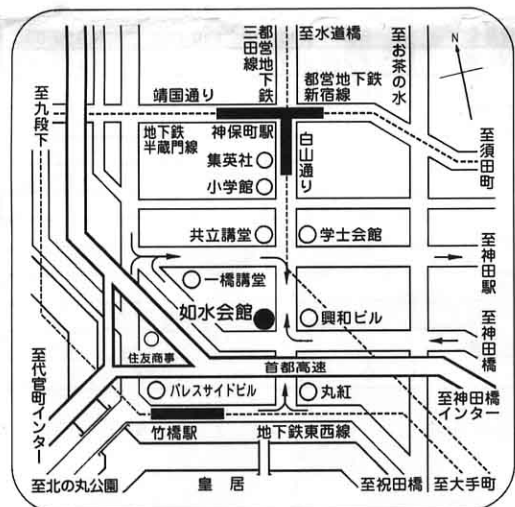 都営地下鉄
三田線
至水道橋
至お茶の水
N
靖国通り
都営地下鉄
新宿線
至九段下
地下鉄
半蔵門線
神保町駅
白山通り
至須田町
集英社
小学館
共立講堂
学士会館
至神田駅
一橋講堂
如水会館
興和ビル
至神田橋
住友商事
首都高速
至代官町インター
パレスサイドビル
丸紅
至神田橋
インター
竹橋駅
地下鉄東西線
至北の丸公園
皇居
至祝田橋
至大手町